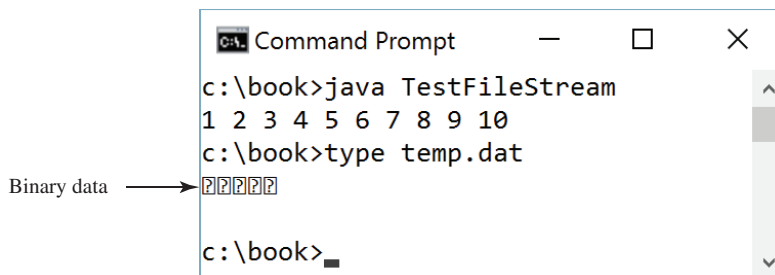 Command Prompt
c:\book>java TestFileStream
1 2 3 4 5 6 7 8 9 10
c:\book>type temp.dat
Binary data
⍰⍰⍰⍰⍰
c:\book>